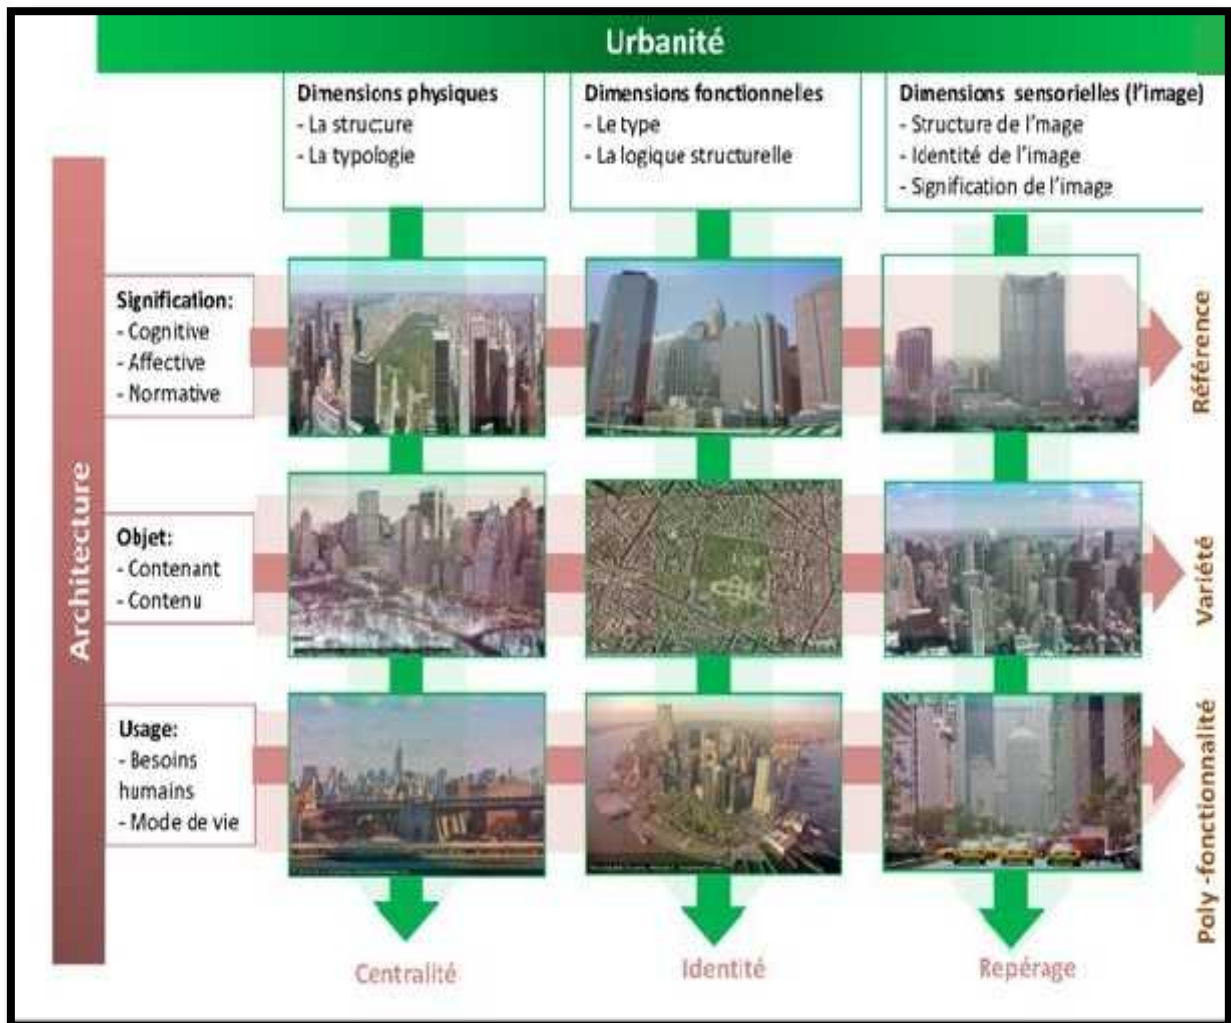 Urbanité
Dimensions physiques
- La structure
- La typologie
Dimensions fonctionnelles
- Le type
- La logique structurelle
Dimensions sensorielles (l'image)
- Structure de l'mage
- Identité de l'image
- Signification de l'image
Architecture
Signification:
- Cognitive
- Affective
- Normative
Référence
Objet:
- Contenant
- Contenu
Variété
Usage:
- Besoins
humains
- Mode de vie
Poly -fonctionnalité
Centralité
Identité
Repérage